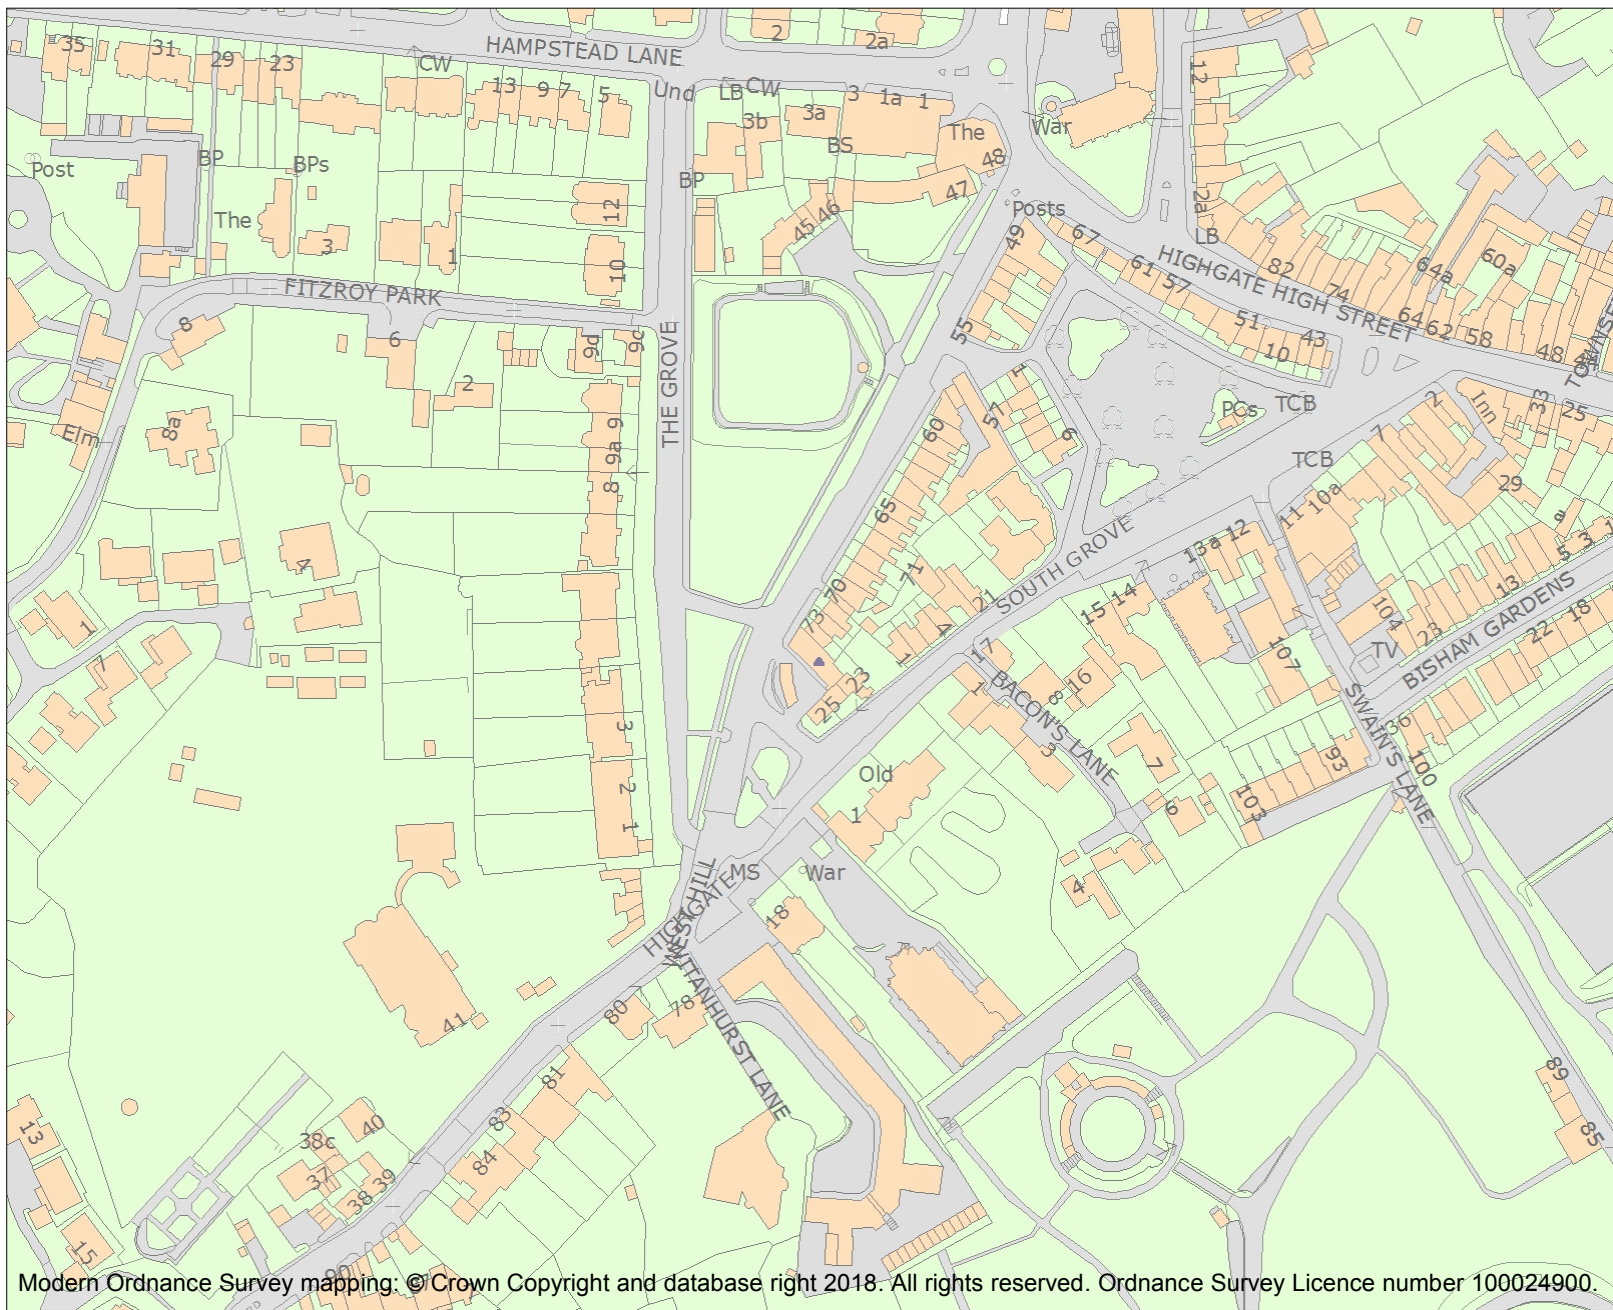 35
31
29
23
CW
HAMPSTEAD LANE
2
2a
13
9
7
5
Und
LB
CW
3
1a
1
3a
3b
BS
The
48
War
12
Post
BP
BPs
BP
47
The
3
1
12
10
45
46
Posts
49
67
2a
LB
61
57
HIGHGATE HIGH STREET
82
74
64a
60a
64
62
58
48
FITZROY PARK
8
6
2
9d
9c
THE GROVE
55
51
10
43
1
PCs
TCB
2
Inn
33
25
Elm
8a
9
9a
8
60
57
6
7
TCB
29
65
11
10a
a
4
71
70
73
21
SOUTH GROVE
13a
12
15
14
5
3
13
BISHAM GARDENS
18
22
104
23
TV
107
1
7
4
1
17
1
BACON'S LANE
8
16
3
7
6
4
25
23
SWAIN'S LANE
36
93
100
103
3
2
1
Old
1
War
MS
HIGHGATE
WEST HILL
18
WITANHURST LANE
41
80
78
81
83
84
13
15
38c
40
37
38
39
90
89
85
Modern Ordnance Survey mapping: © Crown Copyright and database right 2018. All rights reserved. Ordnance Survey Licence number 100024900.